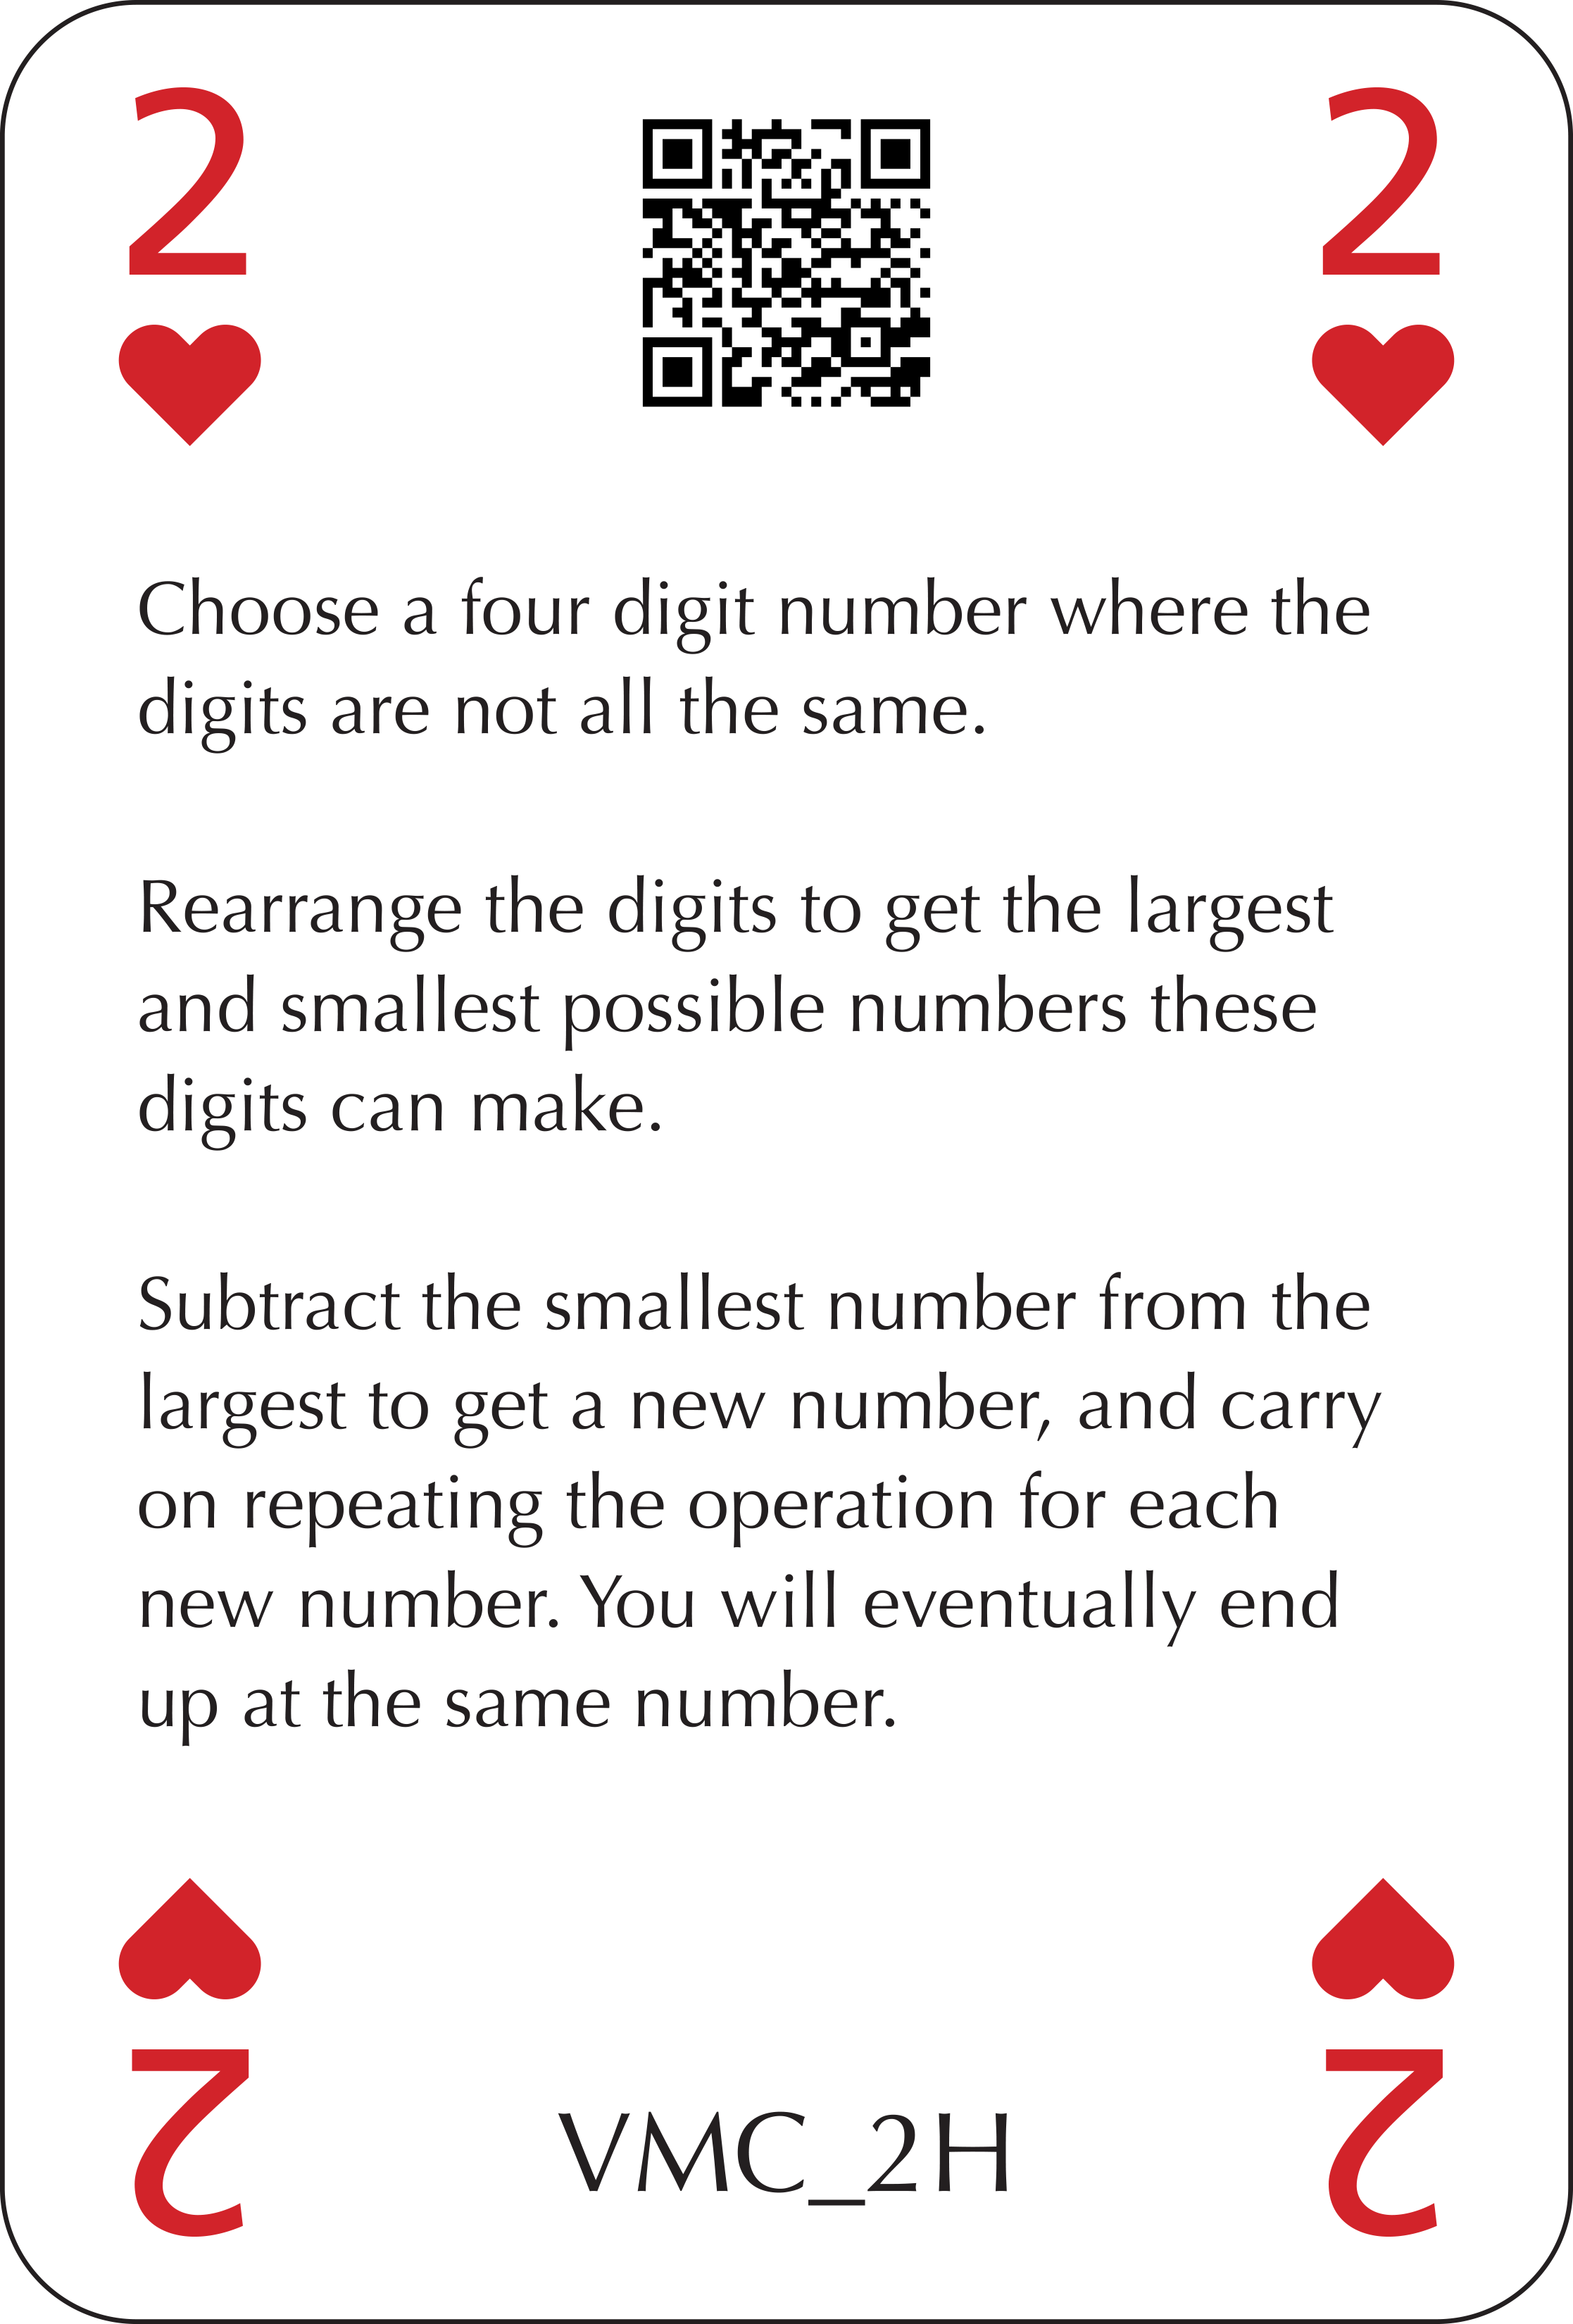 2 2
Choose a four digit number where the
digits are not all the same.
Rearrange the digits to get the largest
and smallest possible numbers these
digits can make.
Subtract the smallest number from the
largest to get a new number, and carry
on repeating the operation for each
new number. You will eventually end
up at the same number.
2 VMC_2H 2